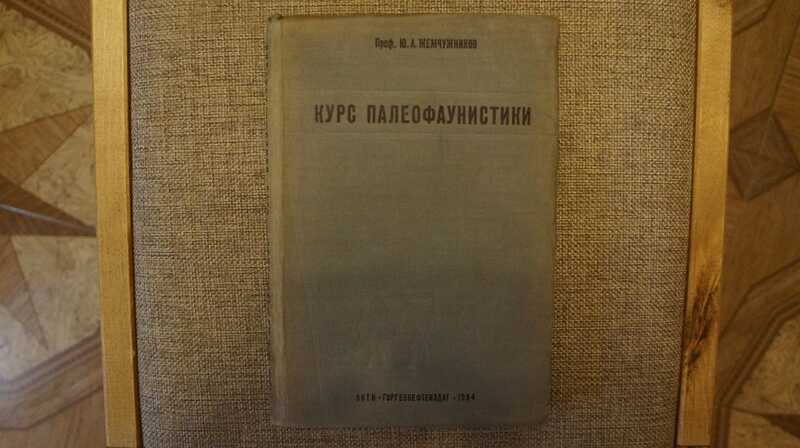 Проф. Ю. А. ЖЕМЧУЖНИКОВ
КУРС ПАЛЕОФАУНИСТИКИ
ОНТИ • ГОРГЕОНЕФТЕИЗДАТ • 1934